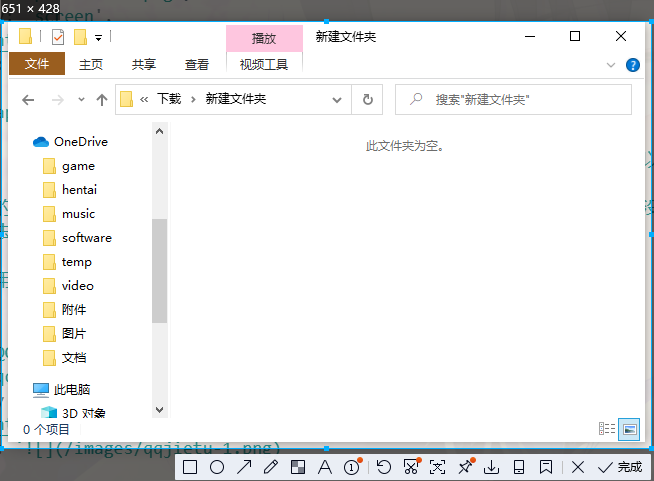 651 × 428
screen'.
播放
新建文件夹
文件
主页
共享
查看
视频工具
«
下载
新建文件夹
搜索"新建文件夹"
OneDrive
此文件夹为空。
game
hentai
music
software
temp
video
附件
图片
文档
此电脑
3D 对象
0 个项目
![](/images/qqjietu-1.png)
完成